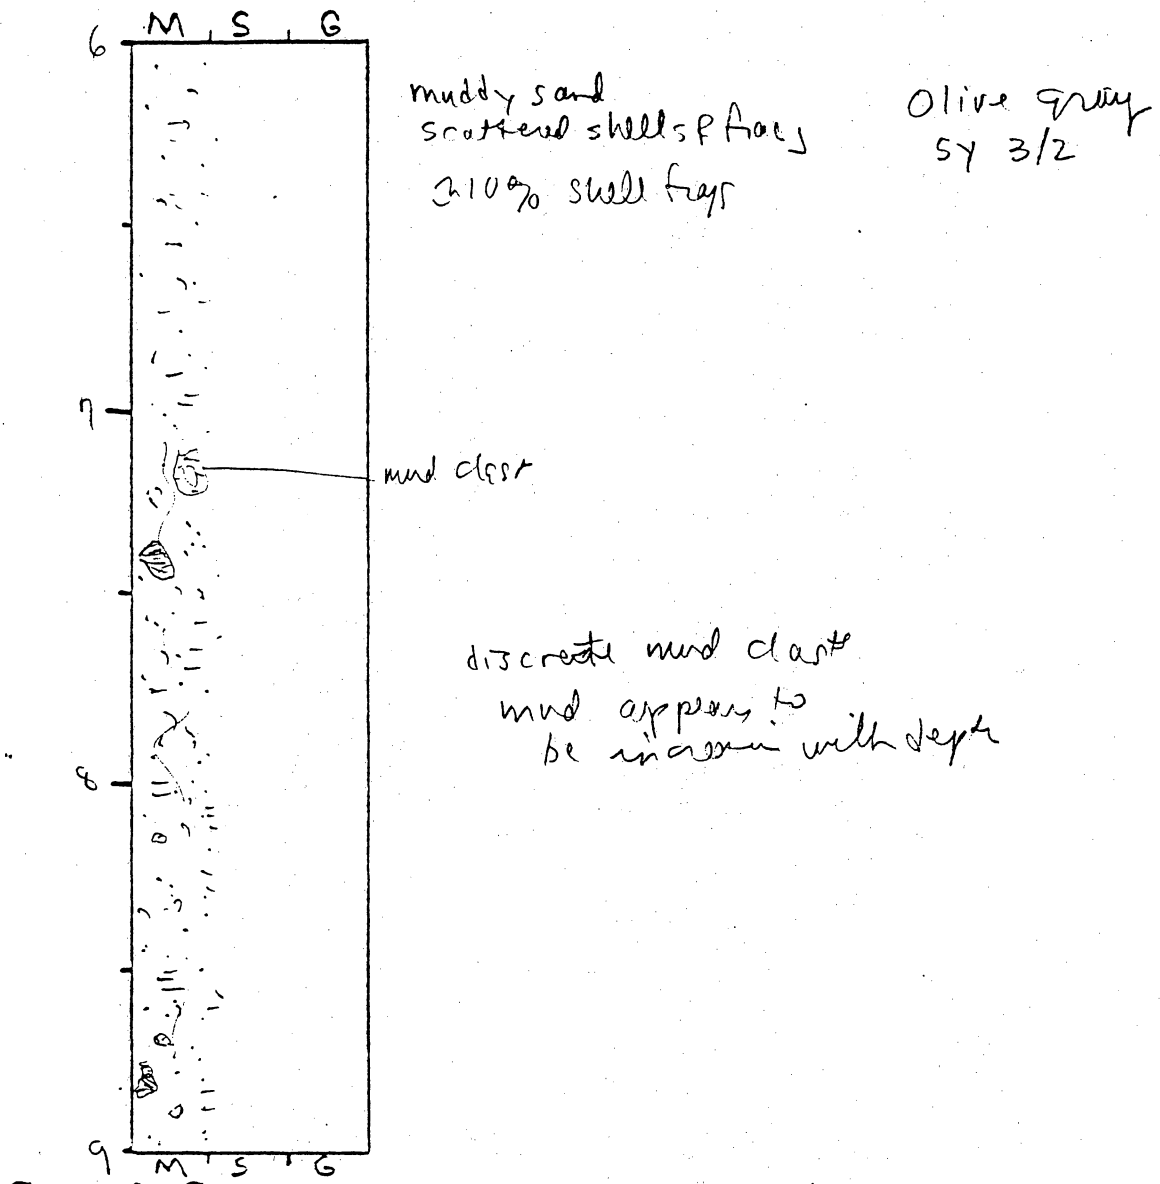 M S G
6
muddy sand
scattered shells & frags
Olive gray
5Y 3/2
~10% shell frags
7
mud clast
discrete mud clasts
mud appears to
be increasin with depth
8
9
M S G